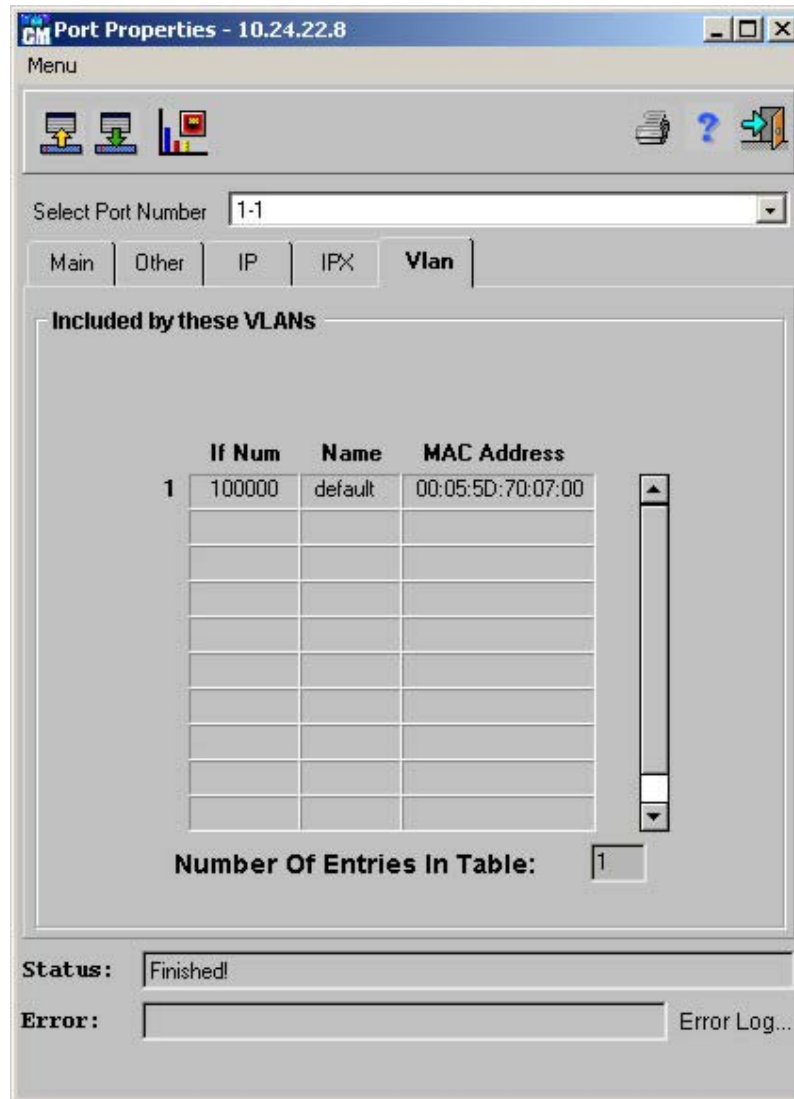 CM Port Properties - 10.24.22.8
Menu
?
Select Port Number 1-1
Main Other IP IPX Vlan
Included by these VLANs
If Num Name MAC Address
1 100000 default 00:05:5D:70:07:00
Number Of Entries In Table: 1
Status: Finished!
Error: Error Log...